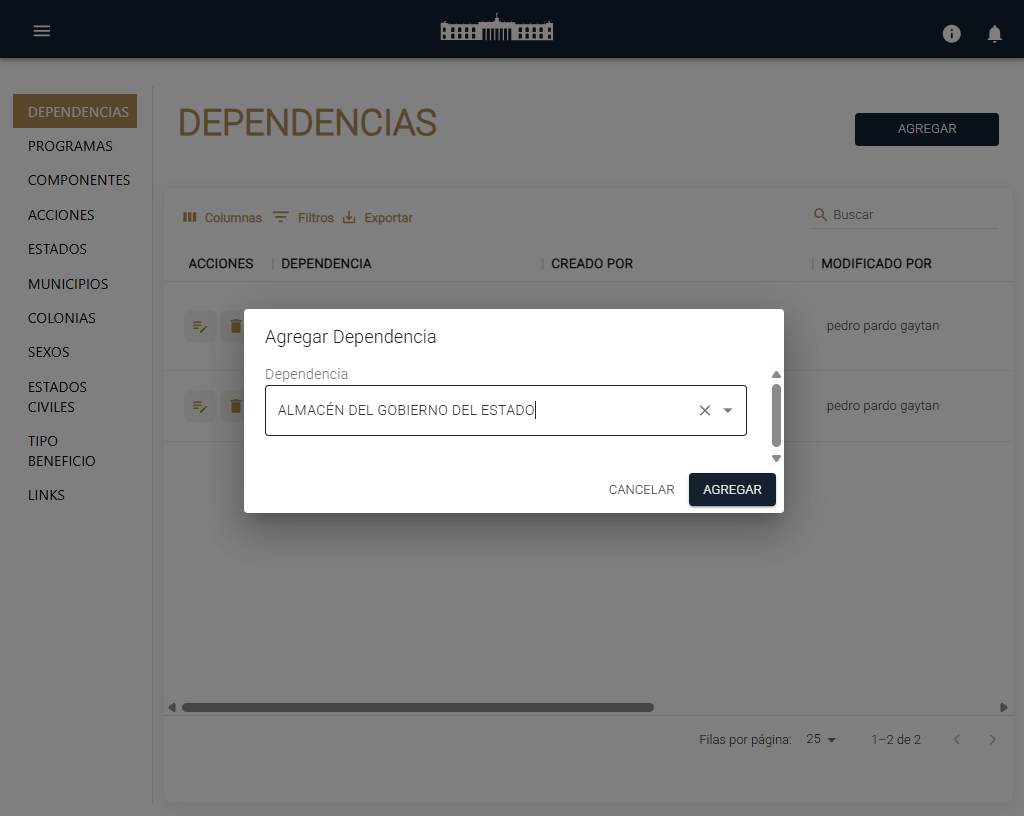 DEPENDENCIAS
PROGRAMAS
COMPONENTES
ACCIONES
ESTADOS
MUNICIPIOS
COLONIAS
SEXOS
ESTADOS
CIVILES
TIPO
BENEFICIO
LINKS
DEPENDENCIAS
AGREGAR
Columnas Filtros Exportar Buscar
ACCIONES DEPENDENCIA CREADO POR MODIFICADO POR
pedro pardo gaytan
pedro pardo gaytan
Agregar Dependencia
Dependencia
ALMACÉN DEL GOBIERNO DEL ESTADO
CANCELAR AGREGAR
Filas por página: 25 1–2 de 2